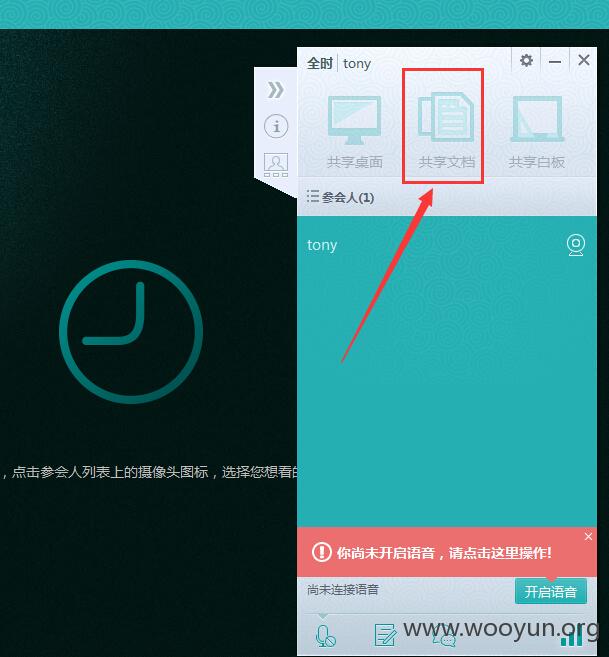 全时 tony
共享桌面 共享文档 共享白板
参会人(1)
tony
，点击参会人列表上的摄像头图标，选择您想看的
你尚未开启语音，请点击这里操作!
尚未连接语音
开启语音
www.wooyun.org